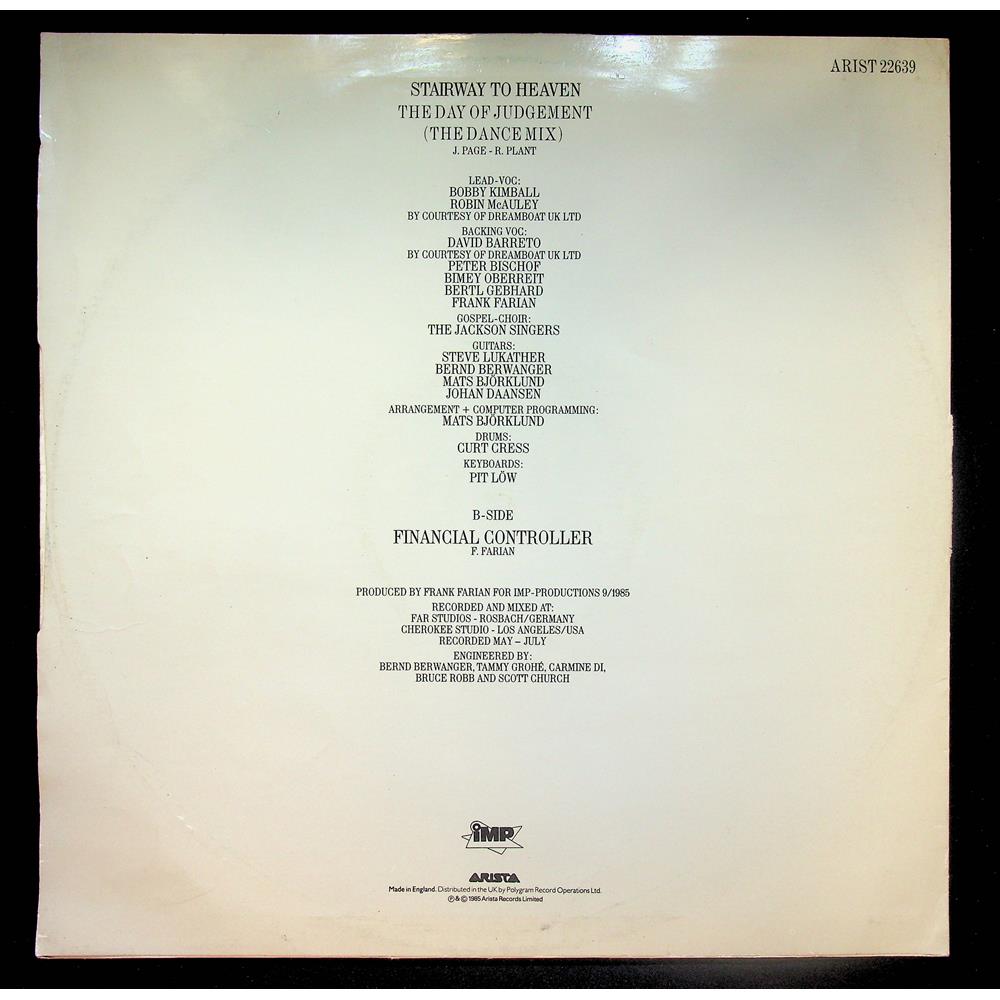 ARIST 22639
STAIRWAY TO HEAVEN
THE DAY OF JUDGEMENT
(THE DANCE MIX)
J. PAGE - R. PLANT
LEAD-VOC:
BOBBY KIMBALL
ROBIN McAULEY
BY COURTESY OF DREAMBOAT UK LTD
BACKING VOC:
DAVID BARRETO
BY COURTESY OF DREAMBOAT UK LTD
PETER BISCHOF
BIMEY OBERREIT
BERTL GEBHARD
FRANK FARIAN
GOSPEL-CHOIR:
THE JACKSON SINGERS
GUITARS:
STEVE LUKATHER
BERND BERWANGER
MATS BJÖRKLUND
JOHAN DAANSEN
ARRANGEMENT + COMPUTER PROGRAMMING:
MATS BJÖRKLUND
DRUMS:
CURT CRESS
KEYBOARDS:
PIT LÖW
B-SIDE
FINANCIAL CONTROLLER
F. FARIAN
PRODUCED BY FRANK FARIAN FOR IMP-PRODUCTIONS 9/1985
RECORDED AND MIXED AT:
FAR STUDIOS - ROSBACH/GERMANY
CHEROKEE STUDIO - LOS ANGELES/USA
RECORDED MAY – JULY
ENGINEERED BY:
BERND BERWANGER, TAMMY GROHÉ, CARMINE DI,
BRUCE ROBB AND SCOTT CHURCH
iMP
ARISTA
Made in England. Distributed in the UK by Polygram Record Operations Ltd.
℗ & © 1985 Arista Records Limited